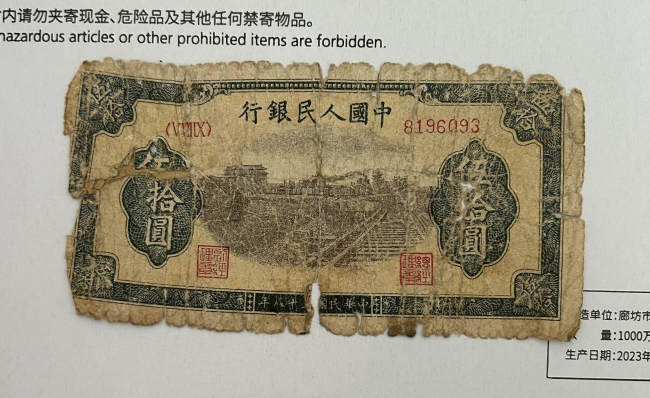 内请勿夹寄现金、危险品及其他任何禁寄物品。
hazardous articles or other prohibited items are forbidden.
中國人民銀行
8196093
拾圓
伍拾圓
造单位:廊坊市
量:1000万
生产日期:2023年